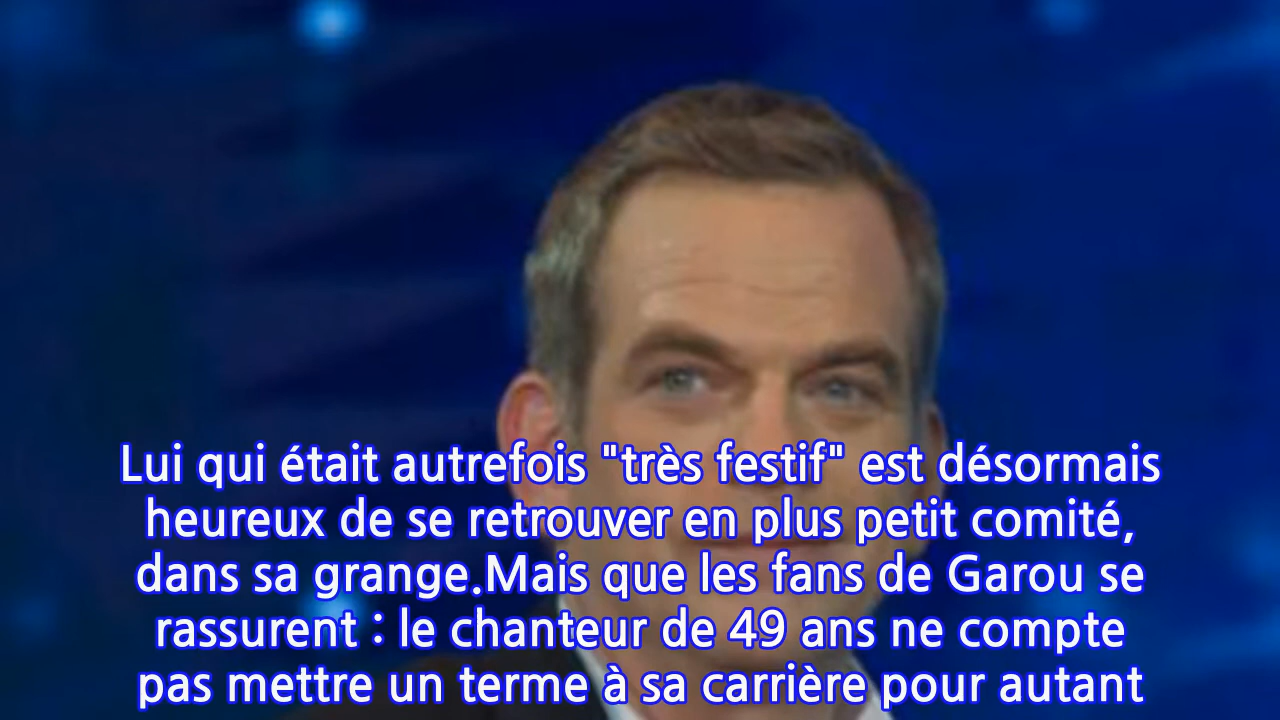 Lui qui était autrefois "très festif" est désormais
heureux de se retrouver en plus petit comité,
dans sa grange.Mais que les fans de Garou se
rassurent : le chanteur de 49 ans ne compte
pas mettre un terme à sa carrière pour autant